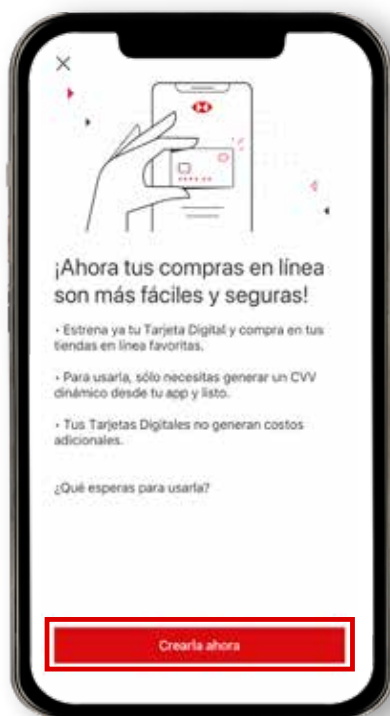 ¡Ahora tus compras en línea
son más fáciles y seguras!
• Estrena ya tu Tarjeta Digital y compra en tus
tiendas en línea favoritas.
• Para usarla, sólo necesitas generar un CVV
dinámico desde tu app y listo.
• Tus Tarjetas Digitales no generan costos
adicionales.
¿Qué esperas para usarla?
Crearla ahora